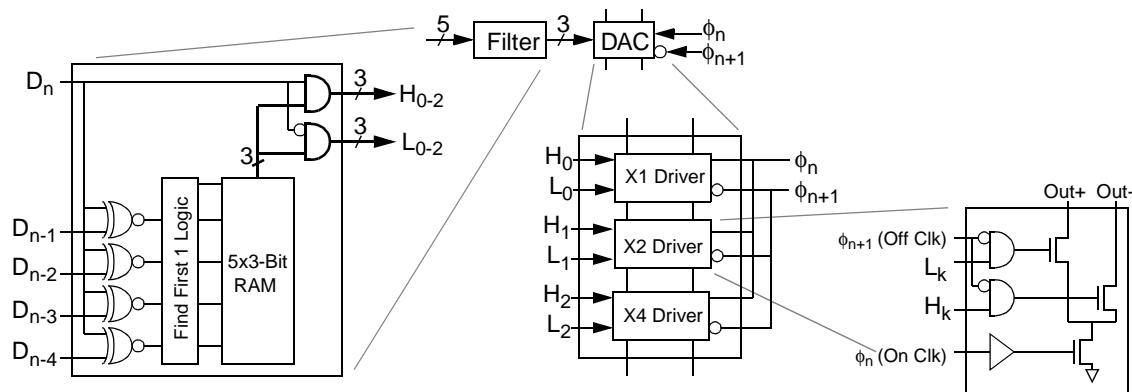 5
Filter
3
DAC
ϕn
ϕn+1
Dn
3
H0-2
3
L0-2
3
Dn-1
Dn-2
Dn-3
Dn-4
Find First 1 Logic
5x3-Bit
RAM
H0
L0
X1 Driver
ϕn
ϕn+1
H1
L1
X2 Driver
H2
L2
X4 Driver
Out+
Out-
ϕn+1 (Off Clk)
Lk
Hk
ϕn (On Clk)